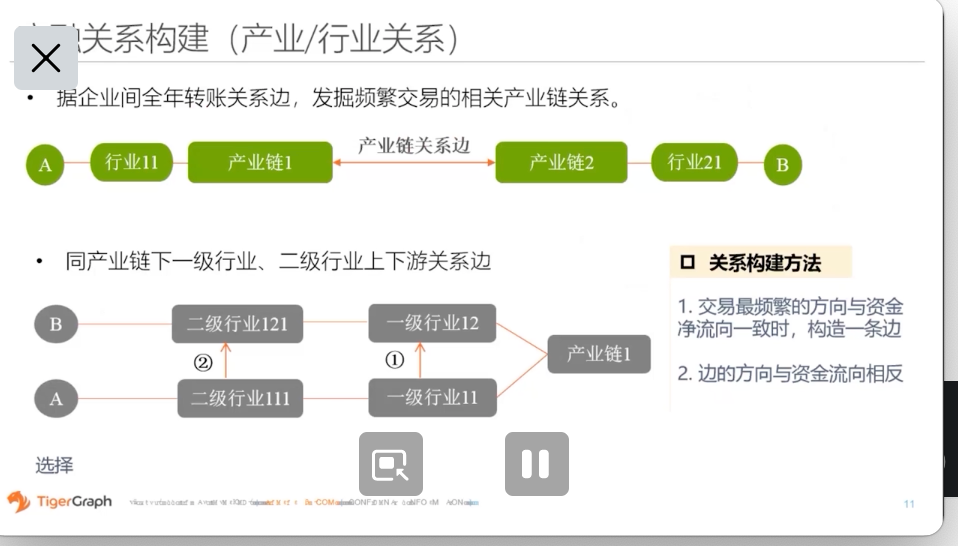 融关系构建（产业/行业关系）
• 据企业间全年转账关系边，发掘频繁交易的相关产业链关系。
产业链关系边
A 行业11 产业链1 产业链2 行业21 B
• 同产业链下一级行业、二级行业上下游关系边
关系构建方法
1. 交易最频繁的方向与资金
净流向一致时，构造一条边
2. 边的方向与资金流向相反
B 二级行业121 一级行业12
② ① 产业链1
A 二级行业111 一级行业11
选择
TigerGraph
11